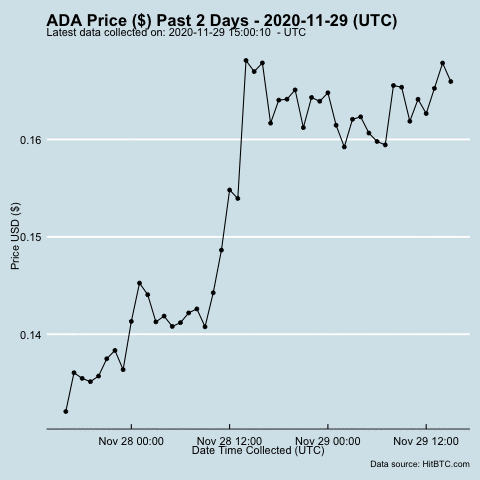 ADA Price ($) Past 2 Days - 2020-11-29 (UTC)
Latest data collected on: 2020-11-29 15:00:10 - UTC
Price USD ($)
0.16
0.15
0.14
Nov 28 00:00 Nov 28 12:00 Nov 29 00:00 Nov 29 12:00
Date Time Collected (UTC)
Data source: HitBTC.com